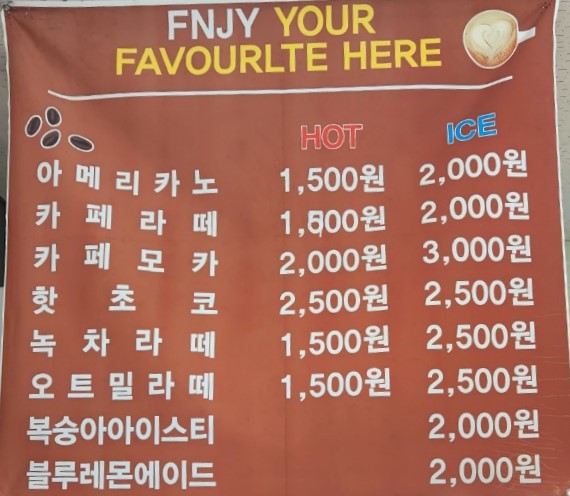 FNJY YOUR
FAVOURLTE HERE
HOT ICE
아메리카노 1,500원 2,000원
카페라떼 1,800원 2,000원
카페모카 2,000원 3,000원
핫초코 2,500원 2,500원
녹차라떼 1,500원 2,500원
오트밀라떼 1,500원 2,500원
복숭아아이스티 2,000원
블루레몬에이드 2,000원